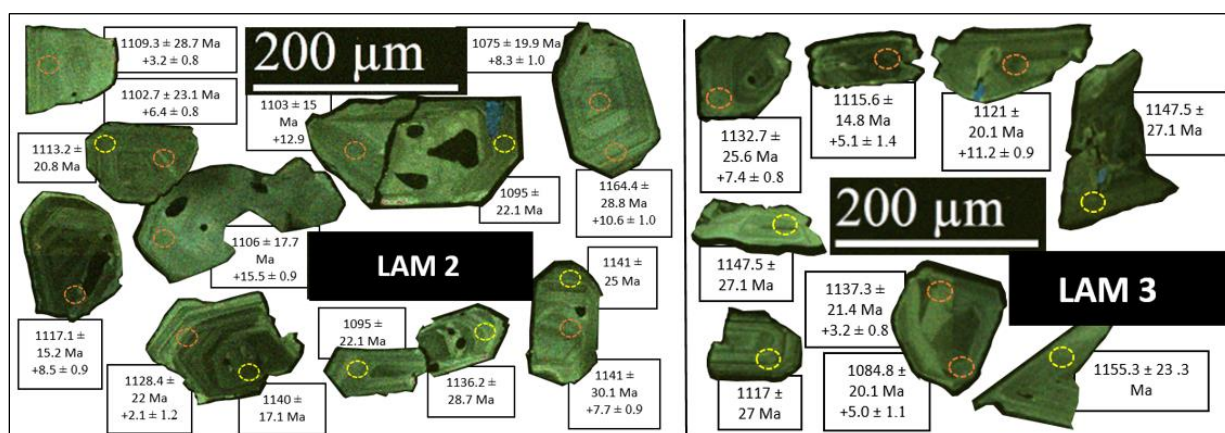 1109.3 ± 28.7 Ma
+3.2 ± 0.8
1102.7 ± 23.1 Ma
+6.4 ± 0.8
200 µm
1075 ± 19.9 Ma
+8.3 ± 1.0
1103 ± 15
Ma
+12.9
1113.2 ±
20.8 Ma
1095 ±
22.1 Ma
1164.4 ±
28.8 Ma
+10.6 ± 1.0
1106 ± 17.7
Ma
+15.5 ± 0.9
LAM 2
1141 ±
25 Ma
1117.1 ±
15.2 Ma
+8.5 ± 0.9
1095 ±
22.1 Ma
1128.4 ±
22 Ma
+2.1 ± 1.2
1140 ±
17.1 Ma
1136.2 ±
28.7 Ma
1141 ±
30.1 Ma
+7.7 ± 0.9
1132.7 ±
25.6 Ma
+7.4 ± 0.8
1115.6 ±
14.8 Ma
+5.1 ± 1.4
1121 ±
20.1 Ma
+11.2 ± 0.9
1147.5 ±
27.1 Ma
200 µm
1147.5 ±
27.1 Ma
LAM 3
1137.3 ±
21.4 Ma
+3.2 ± 0.8
1117 ±
27 Ma
1084.8 ±
20.1 Ma
+5.0 ± 1.1
1155.3 ± 23 .3
Ma